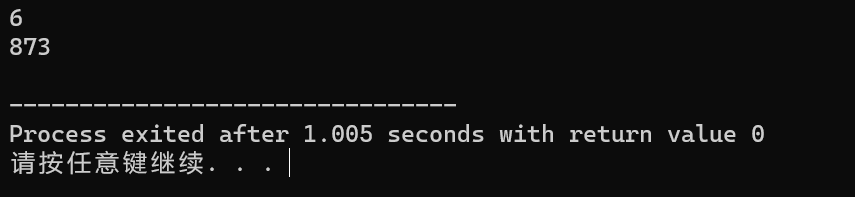 6
873
--------------------------------
Process exited after 1.005 seconds with return value 0
请按任意键继续. . .